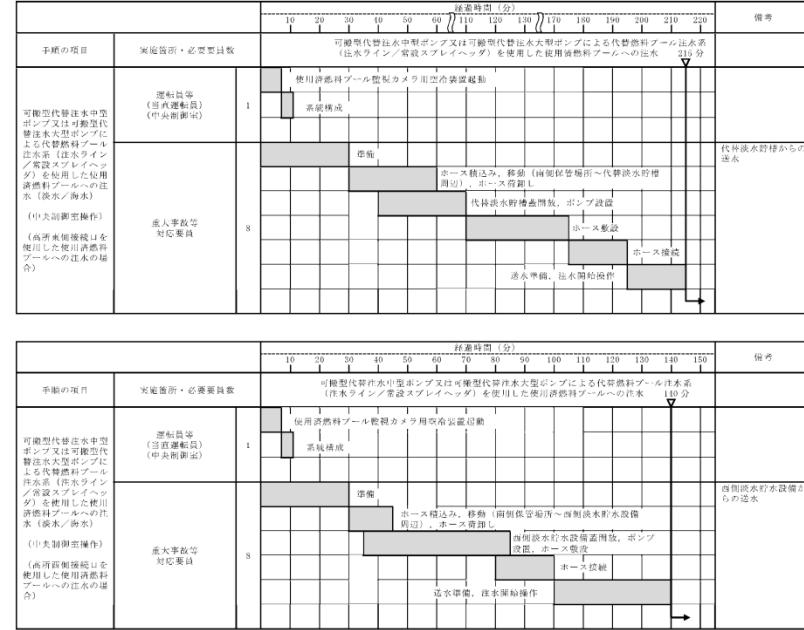 経過時間（分）
備考
10 20 30 40 50 60 110 120 130 170 180 190 200 210 220
手順の項目
実施箇所・必要要員数
可搬型代替注水中型ポンプ又は可搬型代替注水大型ポンプによる代替燃料プール注水系
（注水ライン／常設スプレイヘッダ）を使用した使用済燃料プールへの注水 215 分
可搬型代替注水中型
ポンプ又は可搬型代
替注水大型ポンプに
よる代替燃料プール
注水系（注水ライン
／常設スプレイヘッ
ダ）を使用した使用
済燃料プールへの注
水（淡水／海水）
（中央制御室操作）
（高所東側接続口を
使用した使用済燃料
プールへの注水の場
合）
運転員等
（当直運転員）
（中央制御室）
1
使用済燃料プール監視カメラ用空冷装置起動
系統構成
重大事故等
対応要員
8
準備
ホース積込み，移動（南側保管場所～代替淡水貯槽
周辺），ホース荷卸し
代替淡水貯槽蓋開放，ポンプ設置
ホース敷設
ホース接続
送水準備，注水開始操作
代替淡水貯槽からの
送水
経過時間（分）
備考
10 20 30 40 50 60 70 80 90 100 110 120 130 140 150
手順の項目
実施箇所・必要要員数
可搬型代替注水中型ポンプ又は可搬型代替注水大型ポンプによる代替燃料プール注水系
（注水ライン／常設スプレイヘッダ）を使用した使用済燃料プールへの注水 140 分
可搬型代替注水中型
ポンプ又は可搬型代
替注水大型ポンプに
よる代替燃料プール
注水系（注水ライン
／常設スプレイヘッ
ダ）を使用した使用
済燃料プールへの注
水（淡水／海水）
（中央制御室操作）
（高所西側接続口を
使用した使用済燃料
プールへの注水の場
合）
運転員等
（当直運転員）
（中央制御室）
1
使用済燃料プール監視カメラ用空冷装置起動
系統構成
重大事故等
対応要員
8
準備
ホース積込み，移動（南側保管場所～西側淡水貯水設備
周辺），ホース荷卸し
西側淡水貯水設備蓋開放，ポンプ
設置，ホース敷設
ホース接続
送水準備，注水開始操作
西側淡水貯水設備か
らの送水